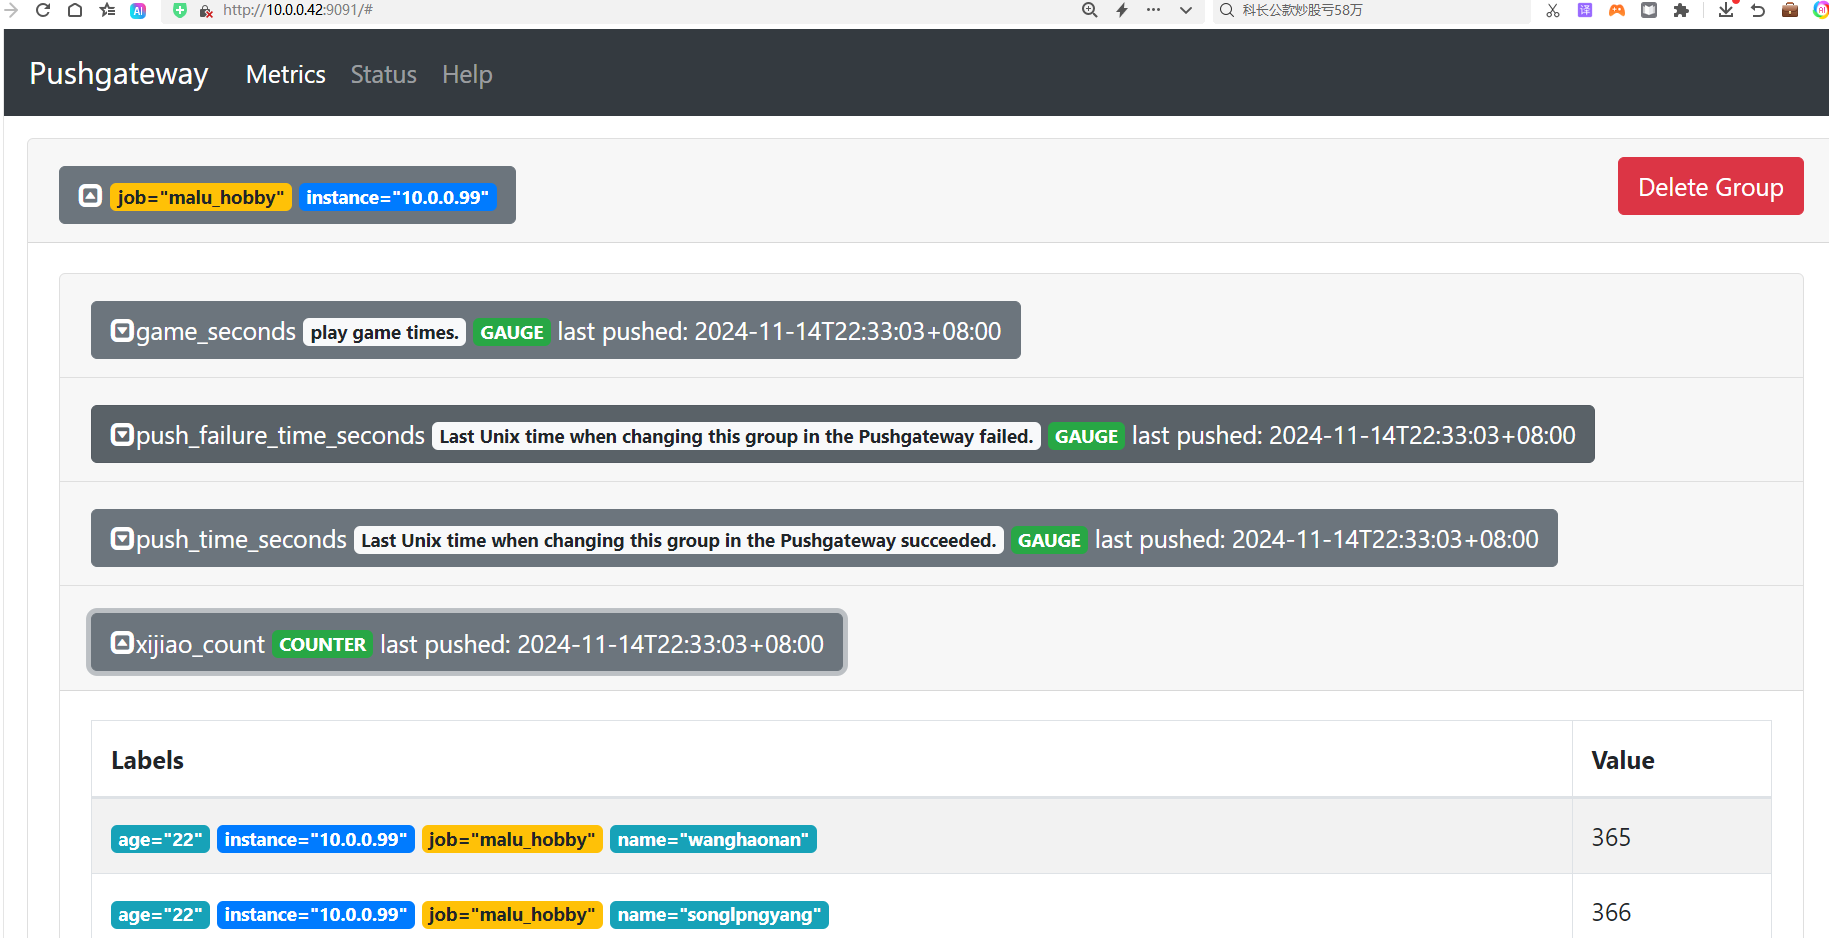 http://10.0.0.42:9091/# ··· 科长公款炒股亏58万 译
Pushgateway Metrics Status Help
job="malu_hobby" instance="10.0.0.99" Delete Group
game_seconds play game times. GAUGE last pushed: 2024-11-14T22:33:03+08:00
push_failure_time_seconds Last Unix time when changing this group in the Pushgateway failed. GAUGE last pushed: 2024-11-14T22:33:03+08:00
push_time_seconds Last Unix time when changing this group in the Pushgateway succeeded. GAUGE last pushed: 2024-11-14T22:33:03+08:00
xijiao_count COUNTER last pushed: 2024-11-14T22:33:03+08:00
Labels Value
age="22" instance="10.0.0.99" job="malu_hobby" name="wanghaonan" 365
age="22" instance="10.0.0.99" job="malu_hobby" name="songlpngyang" 366